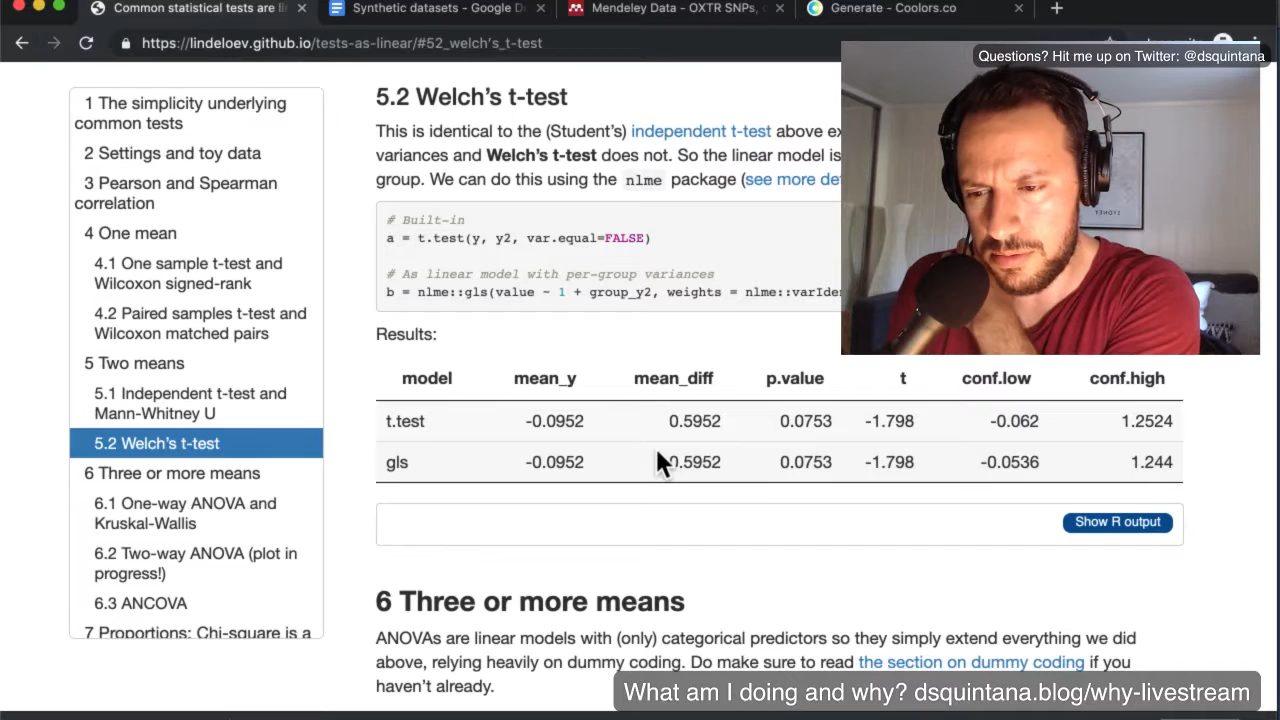 Common statistical tests are li
Synthetic datasets - Google D
Mendeley Data - OXTR SNPs,
Generate - Coolors.co
https://lindeloev.github.io/tests-as-linear/#52_welch's_t-test
Questions? Hit me up on Twitter: @dsquintana
1 The simplicity underlying
common tests
2 Settings and toy data
3 Pearson and Spearman
correlation
4 One mean
4.1 One sample t-test and
Wilcoxon signed-rank
4.2 Paired samples t-test and
Wilcoxon matched pairs
5 Two means
5.1 Independent t-test and
Mann-Whitney U
5.2 Welch's t-test
6 Three or more means
6.1 One-way ANOVA and
Kruskal-Wallis
6.2 Two-way ANOVA (plot in
progress!)
6.3 ANCOVA
7 Proportions: Chi-square is a
5.2 Welch's t-test
This is identical to the (Student's) independent t-test above ex
variances and Welch's t-test does not. So the linear model is
group. We can do this using the nlme package (see more det
# Built-in
a = t.test(y, y2, var.equal=FALSE)
# As linear model with per-group variances
b = nlme::gls(value ~ 1 + group_y2, weights = nlme::varIden
Results:
model mean_y mean_diff p.value t conf.low conf.high
t.test -0.0952 0.5952 0.0753 -1.798 -0.062 1.2524
gls -0.0952 0.5952 0.0753 -1.798 -0.0536 1.244
Show R output
6 Three or more means
ANOVAs are linear models with (only) categorical predictors so they simply extend everything we did
above, relying heavily on dummy coding. Do make sure to read the section on dummy coding if you
haven't already.
What am I doing and why? dsquintana.blog/why-livestream
SYDNEY